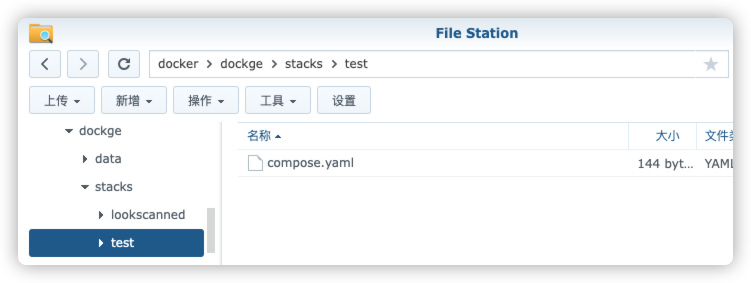 File Station
docker > dockge > stacks > test
上传 新增 操作 工具 设置
dockge
data
stacks
lookscanned
test
名称 大小 文件
compose.yaml 144 byt... YAML